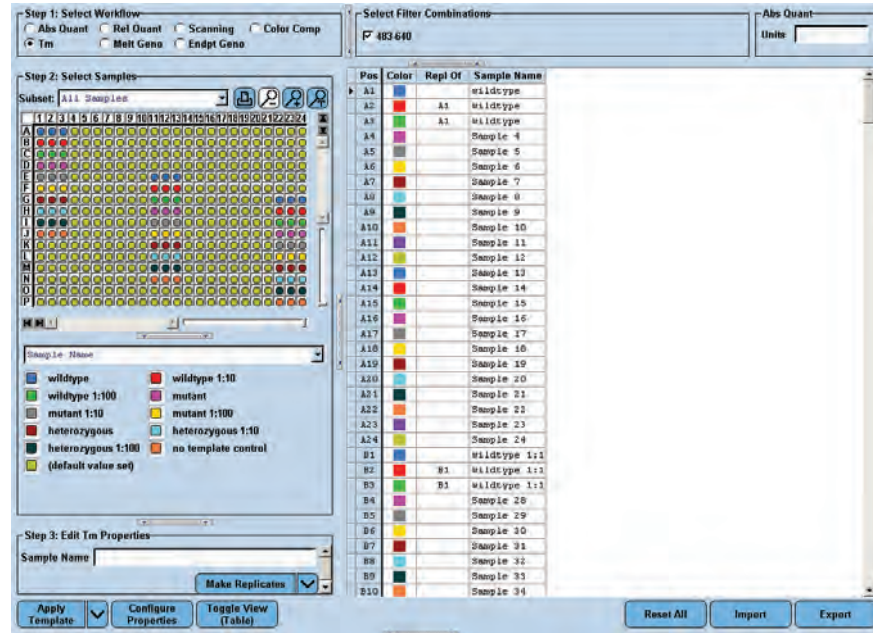 Step 1: Select Workflow
Abs Quant Rel Quant Scanning Color Comp
Tm Melt Geno Endpt Geno
Select Filter Combinations
483-640
Abs Quant
Units
Step 2: Select Samples
Subset: All Samples
1 2 3 4 5 6 7 8 9 10 11 12 13 14 15 16 17 18 19 20 21 22 23 24
A
B
C
D
E
F
G
H
I
J
K
L
M
N
O
P
Sample Name
wildtype wildtype 1:10
wildtype 1:100 mutant
mutant 1:10 mutant 1:100
heterozygous heterozygous 1:10
heterozygous 1:100 no template control
(default value set)
Step 3: Edit Tm Properties
Sample Name
Make Replicates
Apply Template
Configure Properties
Toggle View (Table)
Pos Color Repl Of Sample Name
A1 wildtype
A2 A1 wildtype
A3 A1 wildtype
A4 Sample 4
A5 Sample 5
A6 Sample 6
A7 Sample 7
A8 Sample 8
A9 Sample 9
A10 Sample 10
A11 Sample 11
A12 Sample 12
A13 Sample 13
A14 Sample 14
A15 Sample 15
A16 Sample 16
A17 Sample 17
A18 Sample 18
A19 Sample 19
A20 Sample 20
A21 Sample 21
A22 Sample 22
A23 Sample 23
A24 Sample 24
B1 wildtype 1:1
B2 B1 wildtype 1:1
B3 B1 wildtype 1:1
B4 Sample 28
B5 Sample 29
B6 Sample 30
B7 Sample 31
B8 Sample 32
B9 Sample 33
B10 Sample 34
Reset All Import Export